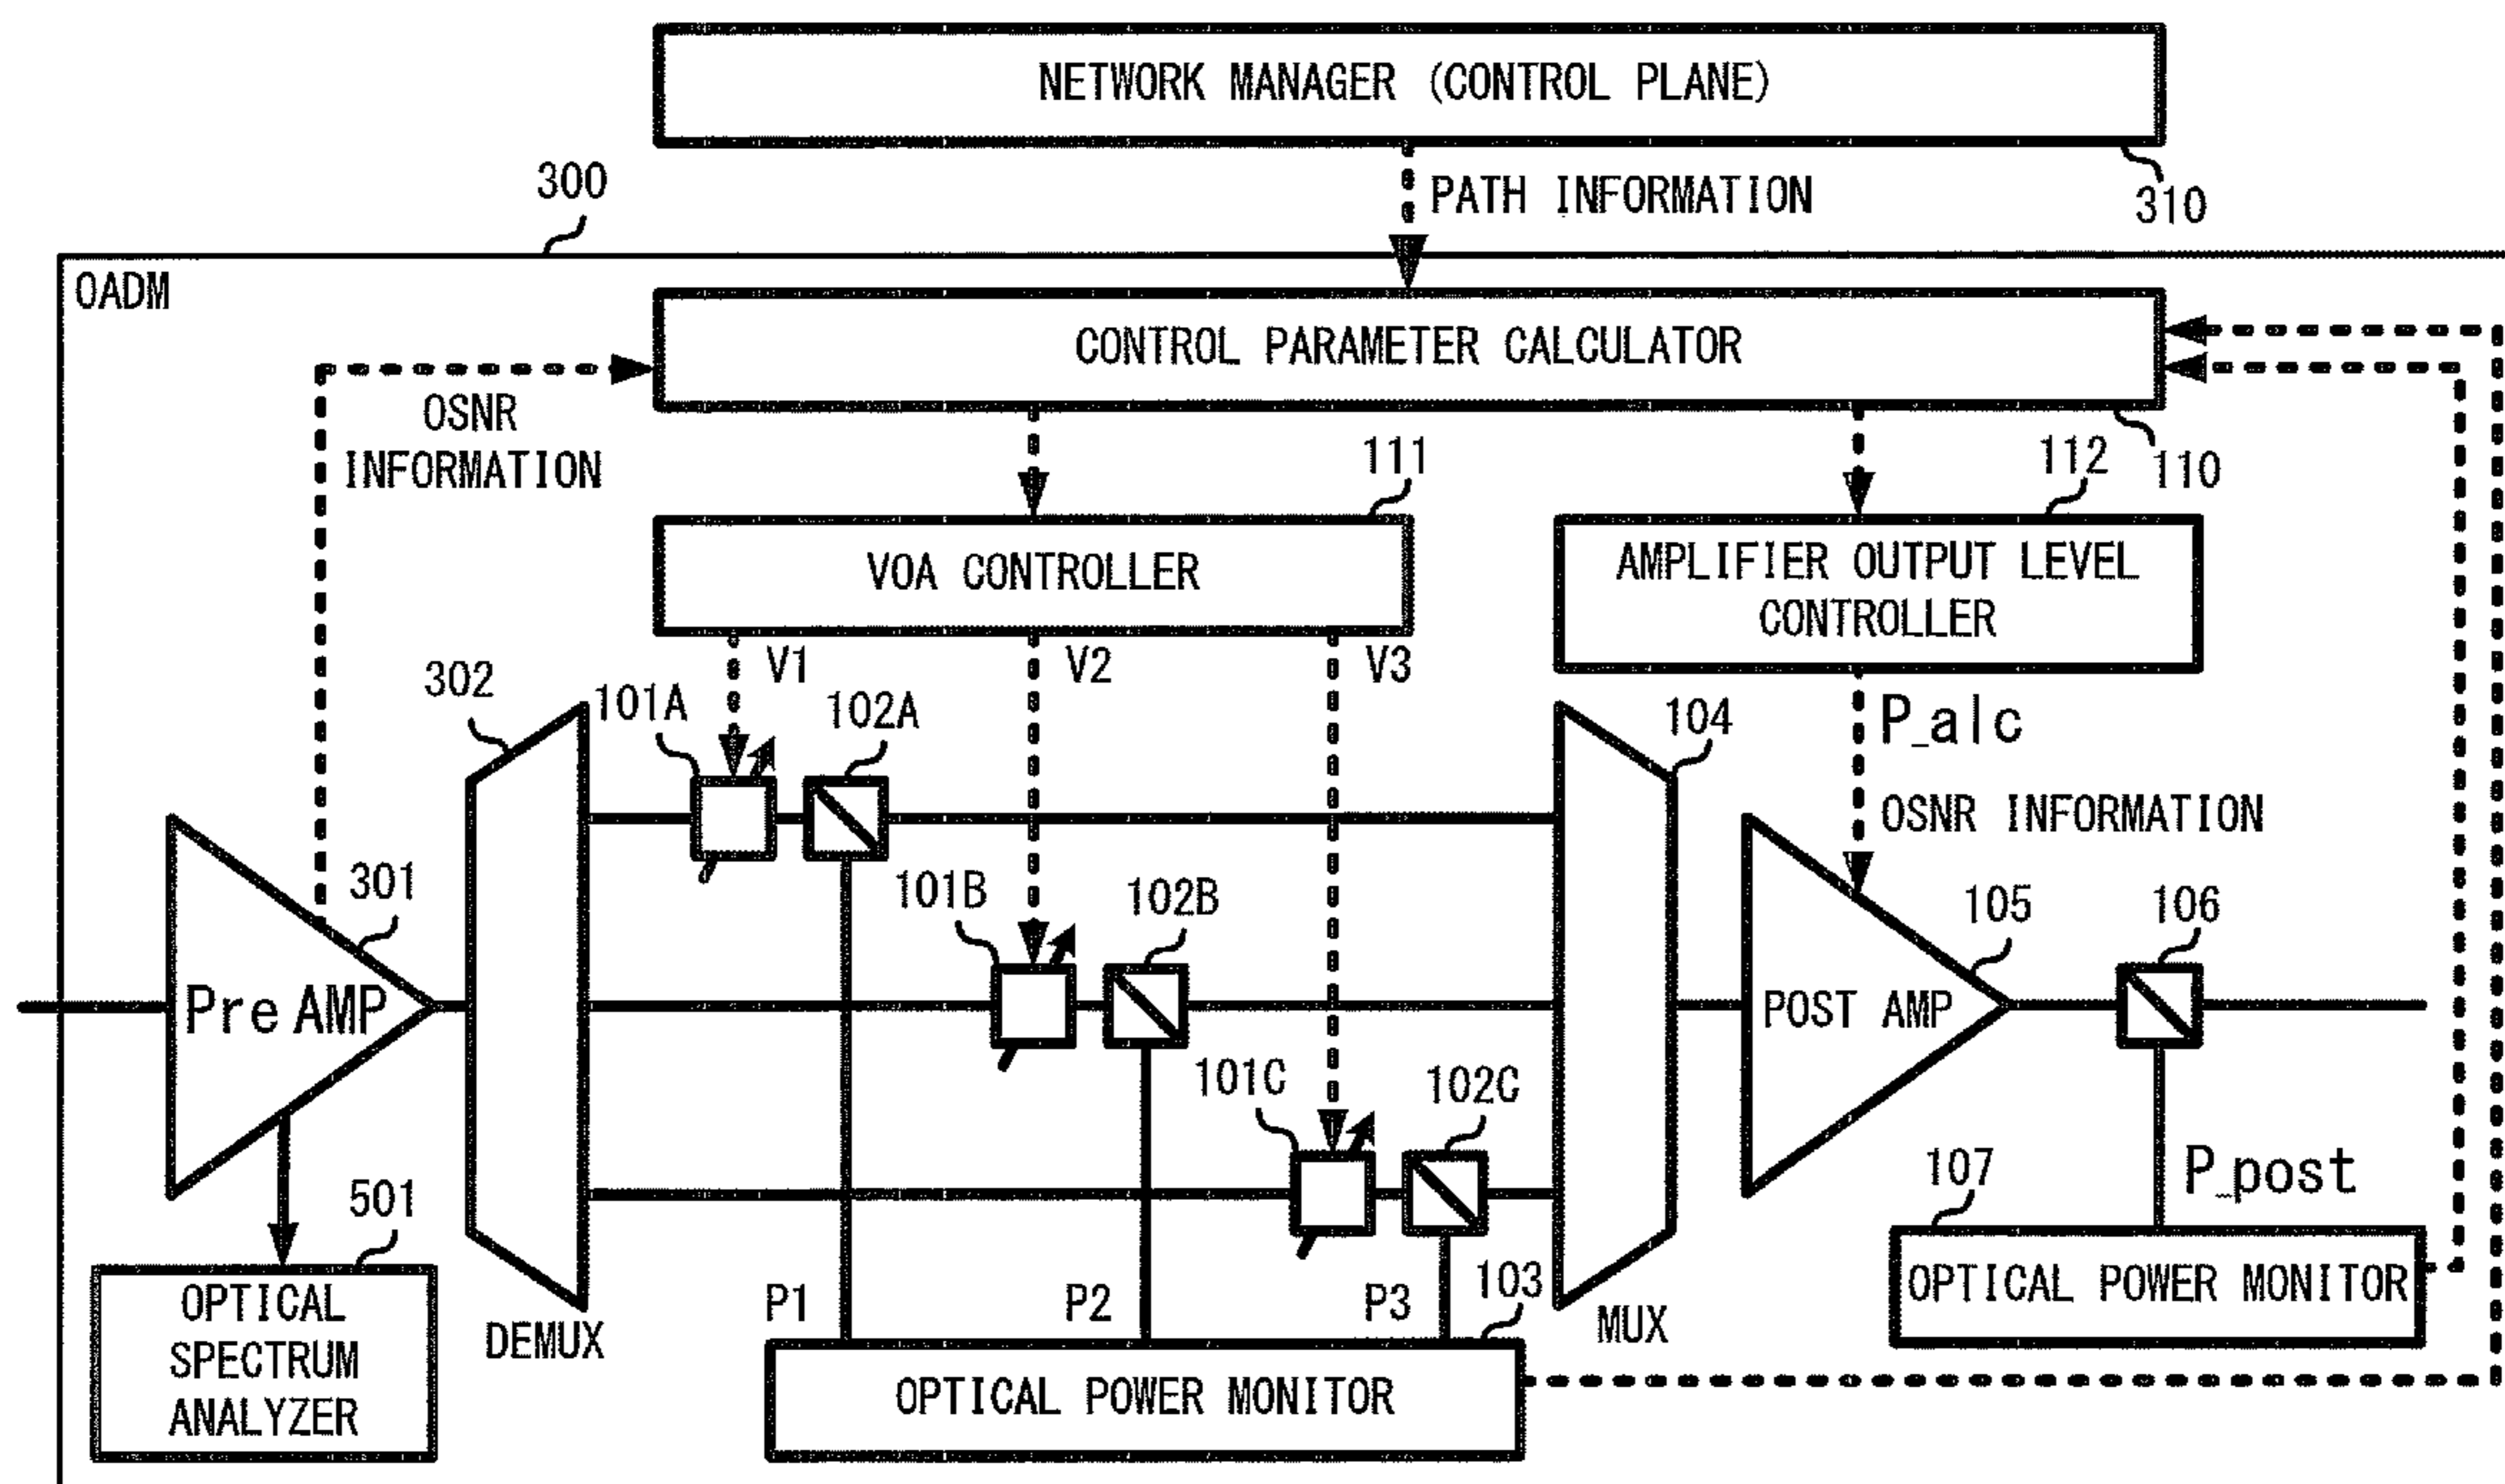 NETWORK MANAGER (CONTROL PLANE)
300
PATH INFORMATION
310
OADM
CONTROL PARAMETER CALCULATOR
OSNR
INFORMATION
111
112
110
VOA CONTROLLER
AMPLIFIER OUTPUT LEVEL
CONTROLLER
302
V1
V2
V3
101A
102A
P_alc
104
OSNR INFORMATION
301
101B
102B
105
106
Pre AMP
POST AMP
101C
102C
501
107
P_post
OPTICAL
SPECTRUM
ANALYZER
DEMUX
P1
P2
P3
103
MUX
OPTICAL POWER MONITOR
OPTICAL POWER MONITOR